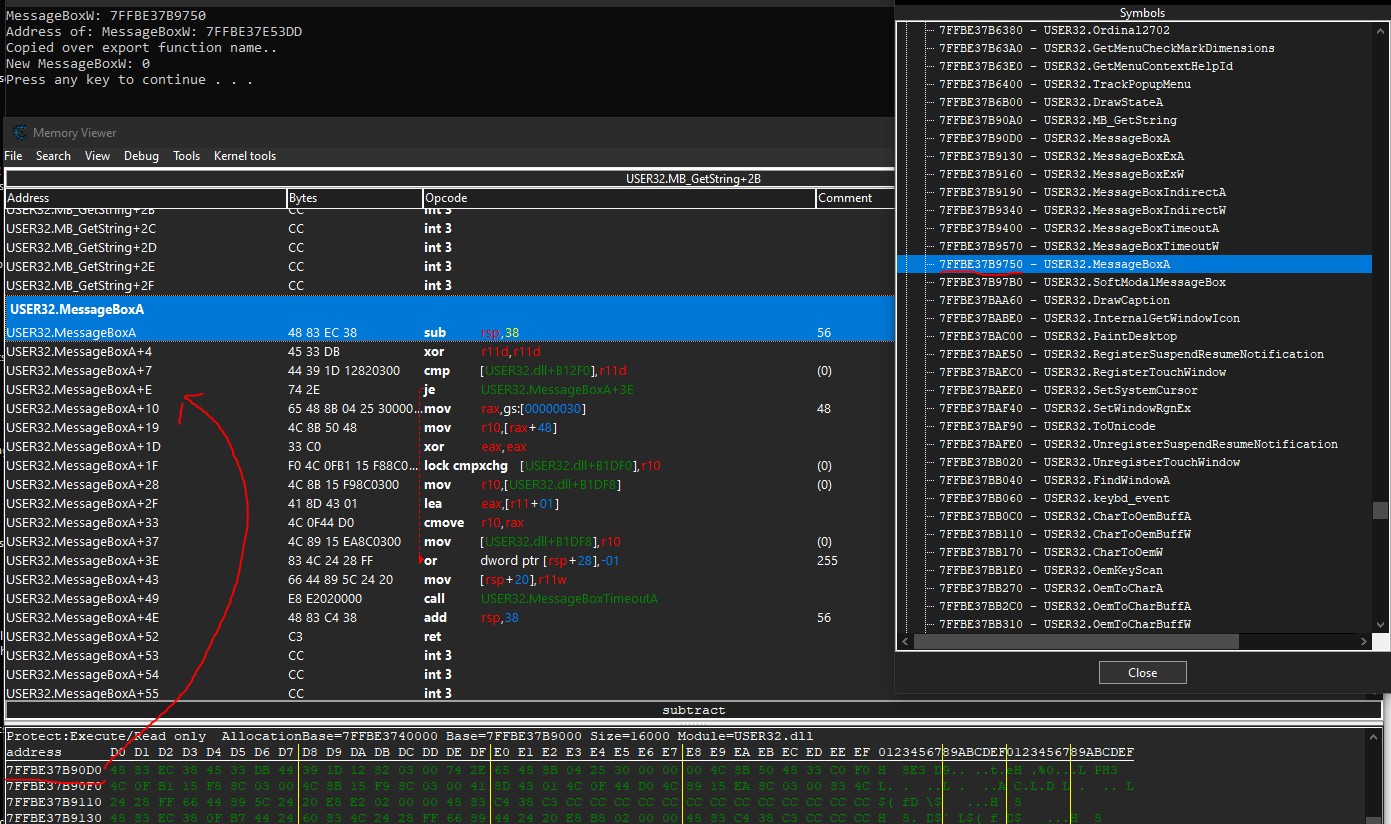 MessageBoxW: 7FFBE37B9750
Address of: MessageBoxW: 7FFBE37E53DD
Copied over export function name..
New MessageBoxW: 0
Press any key to continue . . .
Memory Viewer
File Search View Debug Tools Kernel tools
USER32.MB_GetString+2B
Address Bytes Opcode Comment
USER32.MB_GetString+2B CC int 3
USER32.MB_GetString+2C CC int 3
USER32.MB_GetString+2D CC int 3
USER32.MB_GetString+2E CC int 3
USER32.MB_GetString+2F CC int 3
USER32.MessageBoxA
USER32.MessageBoxA 48 83 EC 38 sub rsp,38 56
USER32.MessageBoxA+4 45 33 DB xor r11d,r11d
USER32.MessageBoxA+7 44 39 1D 12820300 cmp [USER32.dll+B12F0],r11d (0)
USER32.MessageBoxA+E 74 2E je USER32.MessageBoxA+3E
USER32.MessageBoxA+10 65 48 8B 04 25 30000... mov rax,gs:[00000030] 48
USER32.MessageBoxA+19 4C 8B 50 48 mov r10,[rax+48]
USER32.MessageBoxA+1D 33 C0 xor eax,eax
USER32.MessageBoxA+1F F0 4C 0FB1 15 F88C0... lock cmpxchg [USER32.dll+B1DF0],r10 (0)
USER32.MessageBoxA+28 4C 8B 15 F98C0300 mov r10,[USER32.dll+B1DF8] (0)
USER32.MessageBoxA+2F 41 8D 43 01 lea eax,[r11+01]
USER32.MessageBoxA+33 4C 0F44 D0 cmove r10,rax
USER32.MessageBoxA+37 4C 89 15 EA8C0300 mov [USER32.dll+B1DF8],r10 (0)
USER32.MessageBoxA+3E 83 4C 24 28 FF or dword ptr [rsp+28],-01 255
USER32.MessageBoxA+43 66 44 89 5C 24 20 mov [rsp+20],r11w
USER32.MessageBoxA+49 E8 E2020000 call USER32.MessageBoxTimeoutA
USER32.MessageBoxA+4E 48 83 C4 38 add rsp,38 56
USER32.MessageBoxA+52 C3 ret
USER32.MessageBoxA+53 CC int 3
USER32.MessageBoxA+54 CC int 3
USER32.MessageBoxA+55 CC int 3
subtract
Protect:Execute/Read only AllocationBase=7FFBE3740000 Base=7FFBE37B9000 Size=16000 Module=USER32.dll
address D0 D1 D2 D3 D4 D5 D6 D7 D8 D9 DA DB DC DD DE DF E0 E1 E2 E3 E4 E5 E6 E7 E8 E9 EA EB EC ED EE EF 0123456789ABCDEF0123456789ABCDEF
7FFBE37B90D0 48 83 EC 38 45 33 DB 44 39 1D 12 82 03 00 74 2E 65 48 8B 04 25 30 00 00 00 4C 8B 50 48 33 C0 F0
7FFBE37B90F0 4C 0F B1 15 F8 8C 03 00 4C 8B 15 F9 8C 03 00 41 8D 43 01 4C 0F 44 D0 4C 89 15 EA 8C 03 00 83 4C
7FFBE37B9110 24 28 FF 66 44 89 5C 24 20 E8 E2 02 00 00 48 83 C4 38 C3 CC CC CC CC CC CC CC CC CC CC CC CC CC
7FFBE37B9130 48 83 EC 38 0F B7 44 24 60 83 4C 24 28 FF 66 89 44 24 20 E8 B8 02 00 00 48 83 C4 38 C3 CC CC CC
Symbols
7FFBE37B6380 - USER32.Ordinal2702
7FFBE37B63A0 - USER32.GetMenuCheckMarkDimensions
7FFBE37B63E0 - USER32.GetMenuContextHelpId
7FFBE37B6400 - USER32.TrackPopupMenu
7FFBE37B6B00 - USER32.DrawStateA
7FFBE37B90A0 - USER32.MB_GetString
7FFBE37B90D0 - USER32.MessageBoxA
7FFBE37B9130 - USER32.MessageBoxExA
7FFBE37B9160 - USER32.MessageBoxExW
7FFBE37B9190 - USER32.MessageBoxIndirectA
7FFBE37B9340 - USER32.MessageBoxIndirectW
7FFBE37B9400 - USER32.MessageBoxTimeoutA
7FFBE37B9570 - USER32.MessageBoxTimeoutW
7FFBE37B9750 - USER32.MessageBoxA
7FFBE37B97B0 - USER32.SoftModalMessageBox
7FFBE37BAA60 - USER32.DrawCaption
7FFBE37BABE0 - USER32.InternalGetWindowIcon
7FFBE37BAC00 - USER32.PaintDesktop
7FFBE37BAE50 - USER32.RegisterSuspendResumeNotification
7FFBE37BAEC0 - USER32.RegisterTouchWindow
7FFBE37BAEE0 - USER32.SetSystemCursor
7FFBE37BAF40 - USER32.SetWindowRgnEx
7FFBE37BAF90 - USER32.ToUnicode
7FFBE37BAFE0 - USER32.UnregisterSuspendResumeNotification
7FFBE37BB020 - USER32.UnregisterTouchWindow
7FFBE37BB040 - USER32.FindWindowA
7FFBE37BB060 - USER32.keybd_event
7FFBE37BB0C0 - USER32.CharToOemBuffA
7FFBE37BB110 - USER32.CharToOemBuffW
7FFBE37BB170 - USER32.CharToOemW
7FFBE37BB1E0 - USER32.OemKeyScan
7FFBE37BB270 - USER32.OemToCharA
7FFBE37BB2C0 - USER32.OemToCharBuffA
7FFBE37BB310 - USER32.OemToCharBuffW
Close